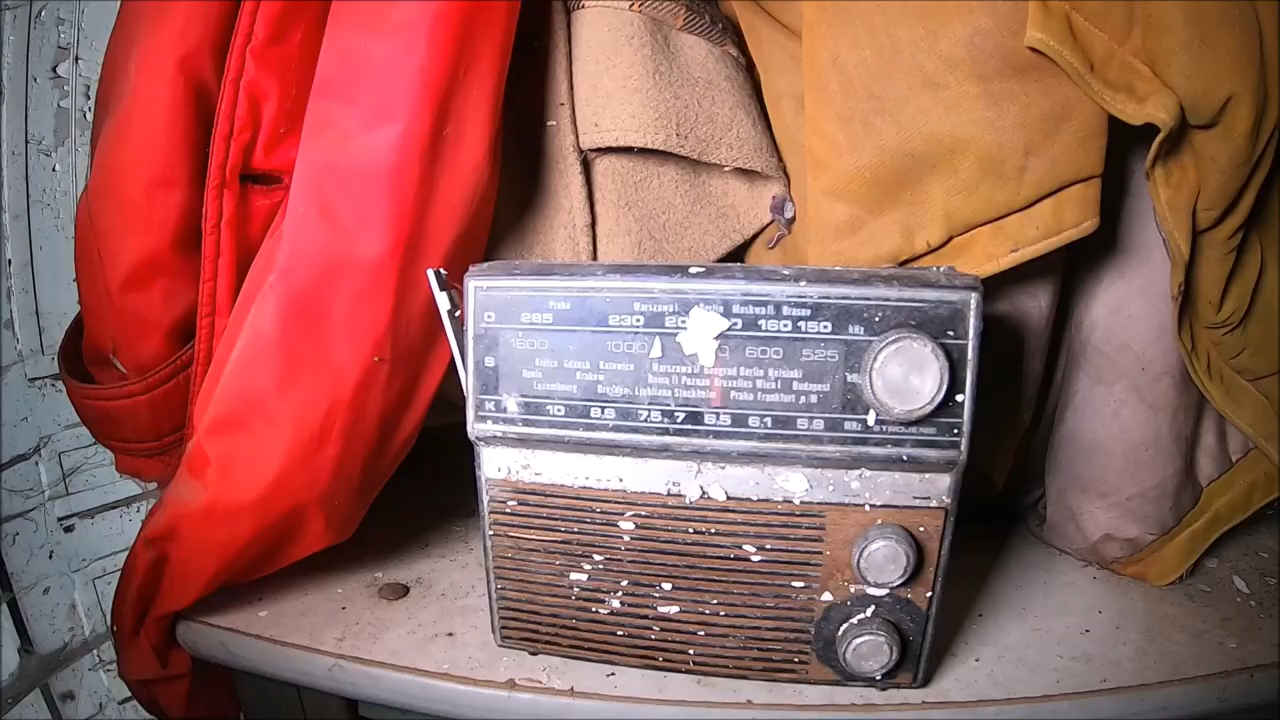 Praha Warszawa I Berlin Moskwa II. Brasov
D 285 230 160 150 kHz
1600 1000 600 525
S Kielce Gdansk Katowice Warszawa II Beograd Berlin Helsinki
Opole Krakow Roma II Poznan Bruxelles Wien I Budapest
Luxembourg Dresden Ljubljana Stockholm Praha Frankfurt
K 10 8,5 7,5 7 6,5 6,1 5,8 MHz
STROJENIE